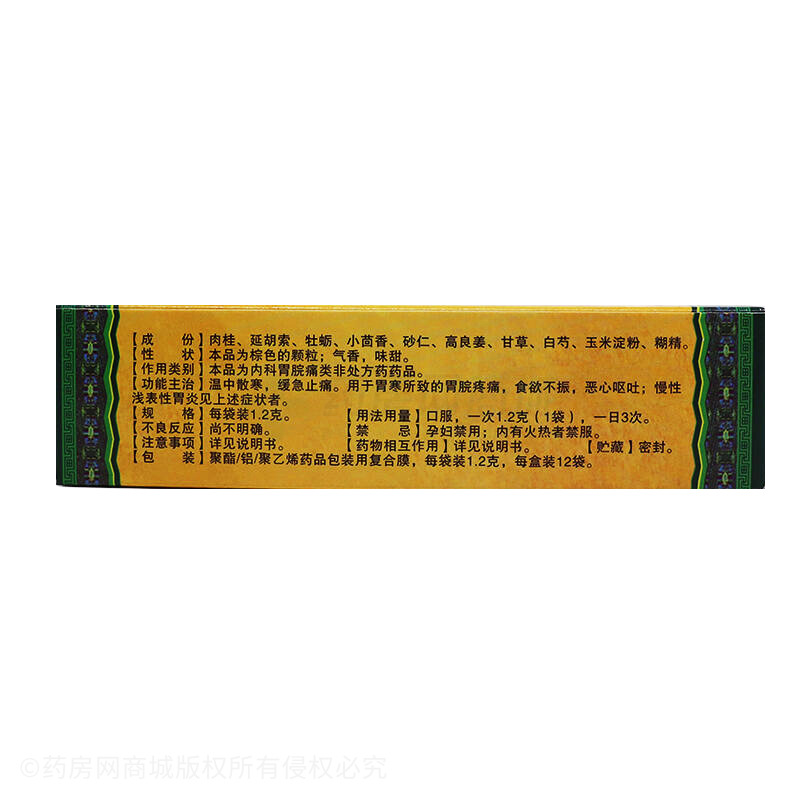 【成　份】肉桂、延胡索、牡蛎、小茴香、砂仁、高良姜、甘草、白芍、玉米淀粉、糊精。
【性　状】本品为棕色的颗粒；气香，味甜。
【作用类别】本品为内科胃脘痛类非处方药药品。
【功能主治】温中散寒，缓急止痛。用于胃寒所致的胃脘疼痛，食欲不振，恶心呕吐；慢性
浅表性胃炎见上述症状者。
【规　格】每袋装1.2克。　【用法用量】口服，一次1.2克（1袋），一日3次。
【不良反应】尚不明确。　【禁　忌】孕妇禁用；内有火热者禁服。
【注意事项】详见说明书。　【药物相互作用】详见说明书。　【贮藏】密封。
【包　装】聚酯/铝/聚乙烯药品包装用复合膜，每袋装1.2克，每盒装12袋。
©药房网商城版权所有侵权必究